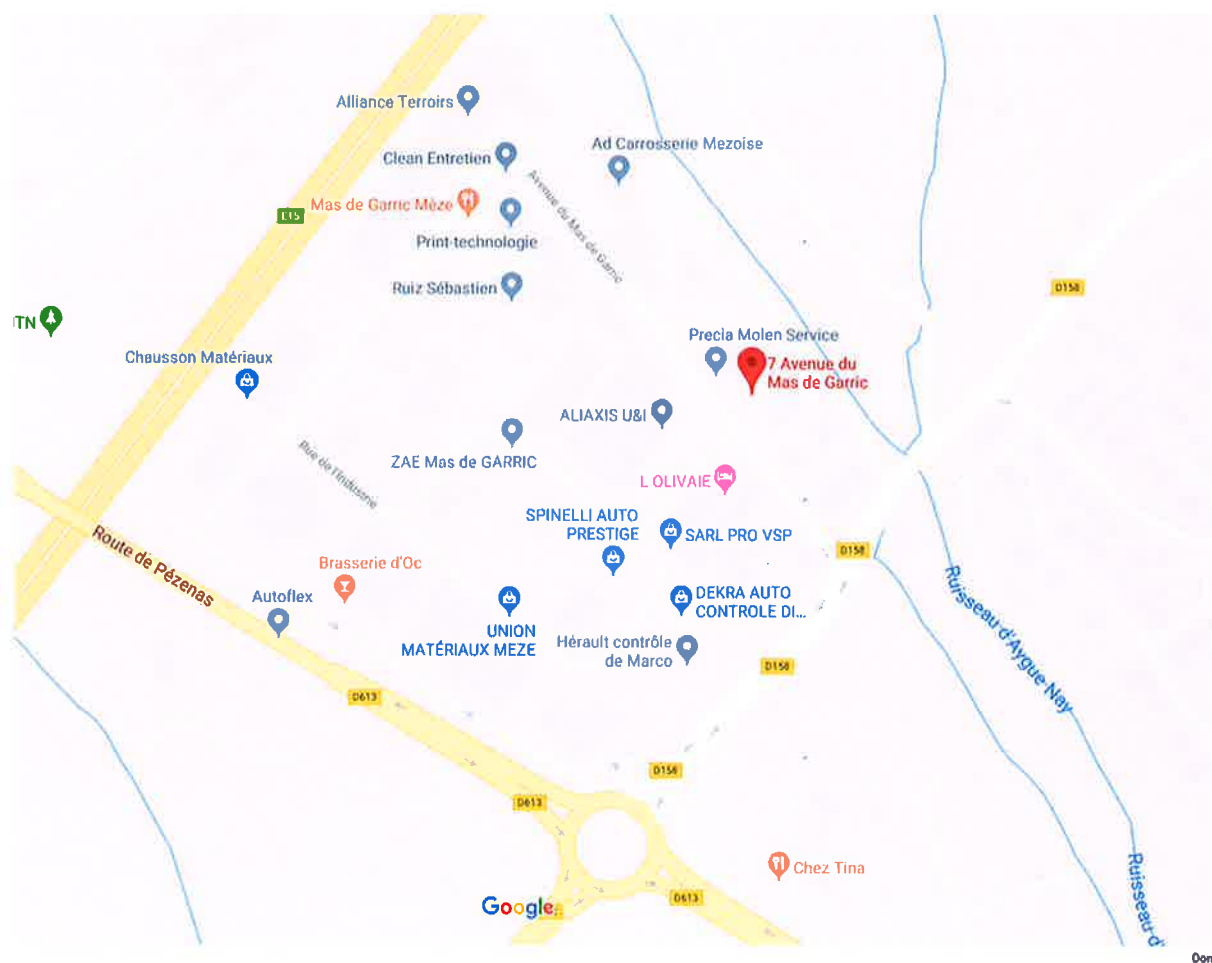 Alliance Terroirs
Clean Entretien
Ad Carrosserie Mezoise
Avenue du Mas de Garric
Mas de Garric Mèze
E15
Print-technologie
Ruiz Sébastien
D158
TN
Precia Molen Service
Chausson Matériaux
7 Avenue du
Mas de Garric
ALIAXIS U&I
ZAE Mas de GARRIC
Rue de l'Industrie
L OLIVAIE
SPINELLI AUTO
PRESTIGE
SARL PRO VSP
D158
Route de Pézenas
Brasserie d'Oc
Autoflex
DEKRA AUTO
CONTROLE DI...
UNION
MATÉRIAUX MEZE
Hérault contrôle
de Marco
Ruisseau d'Aygue Nay
D158
D613
D158
D613
Chez Tina
D613
Google
Ruisseau d'
Don